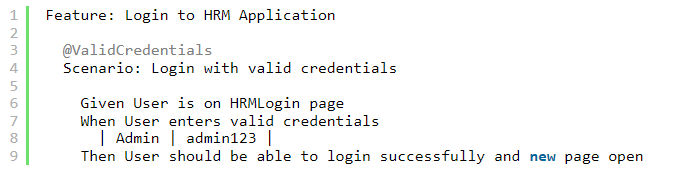 1 Feature: Login to HRM Application
2
3 @ValidCredentials
4 Scenario: Login with valid credentials
5
6 Given User is on HRMLogin page
7 When User enters valid credentials
8 | Admin | admin123 |
9 Then User should be able to login successfully and new page open